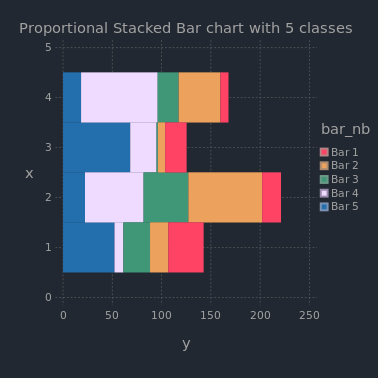 Proportional Stacked Bar chart with 5 classes
5
4
3
2
1
0
x
0 50 100 150 200 250
y
bar_nb
Bar 1
Bar 2
Bar 3
Bar 4
Bar 5